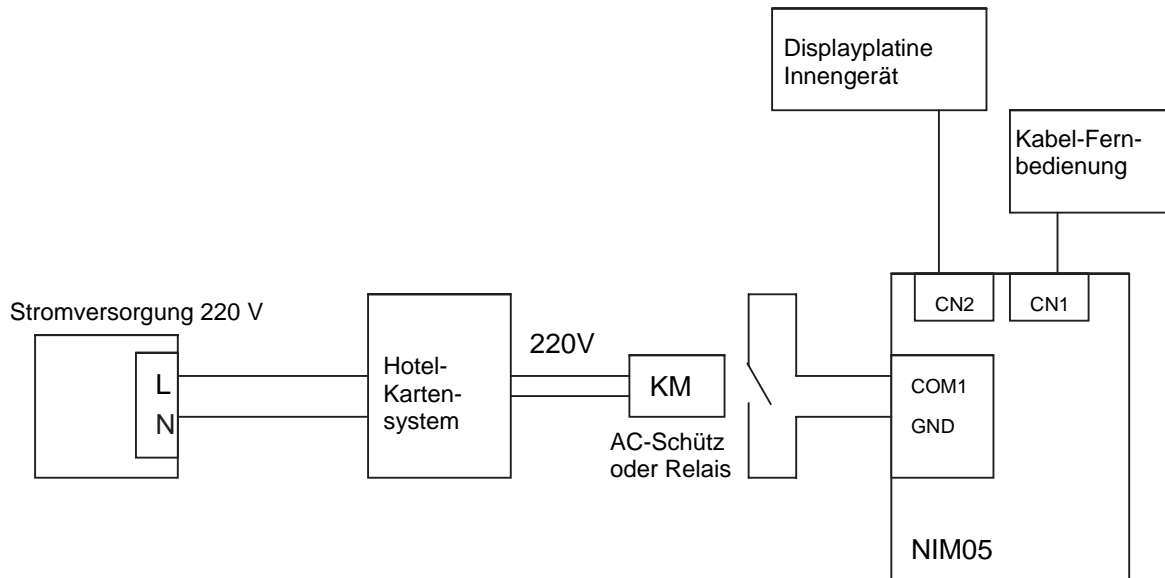 Displayplatine
Innengerät
Kabel-Fern-
bedienung
CN2
CN1
Stromversorgung 220 V
L
N
Hotel-
Karten-
system
220V
KM
AC-Schütz
oder Relais
COM1
GND
NIM05